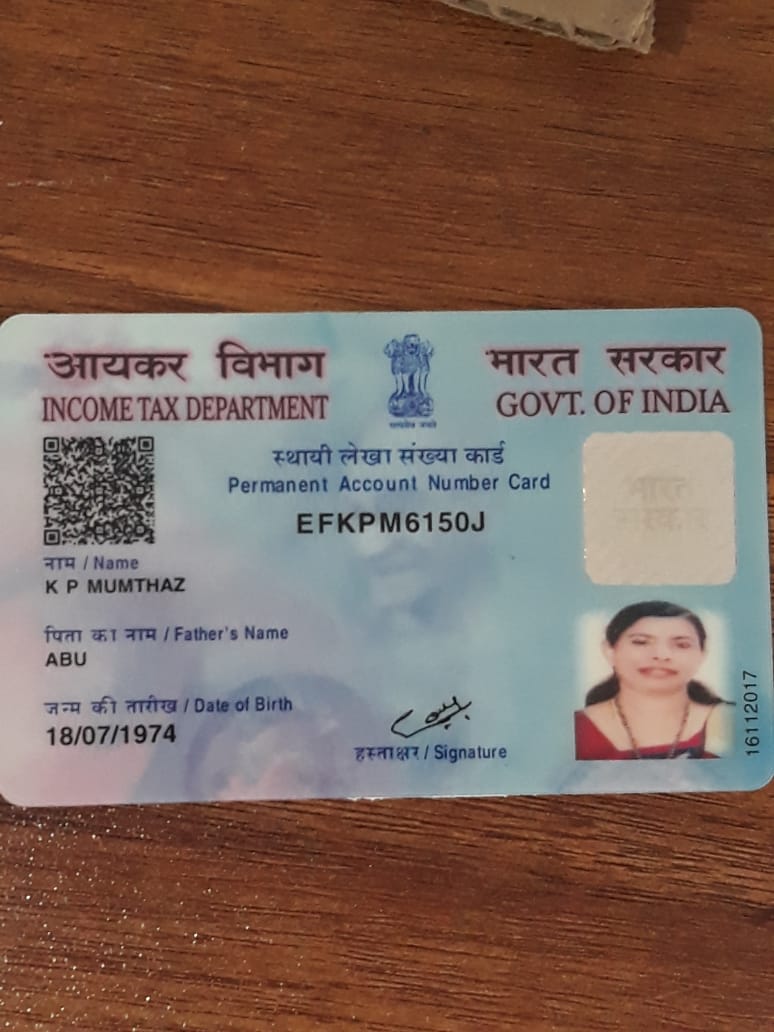 आयकर विभाग
INCOME TAX DEPARTMENT
भारत सरकार
GOVT. OF INDIA
सत्यमेव जयते
स्थायी लेखा संख्या कार्ड
Permanent Account Number Card
EFKPM6150J
भारत
सरकार
नाम / Name
K P MUMTHAZ
पिता का नाम / Father's Name
ABU
जन्म की तारीख / Date of Birth
18/07/1974
हस्ताक्षर / Signature
16112017